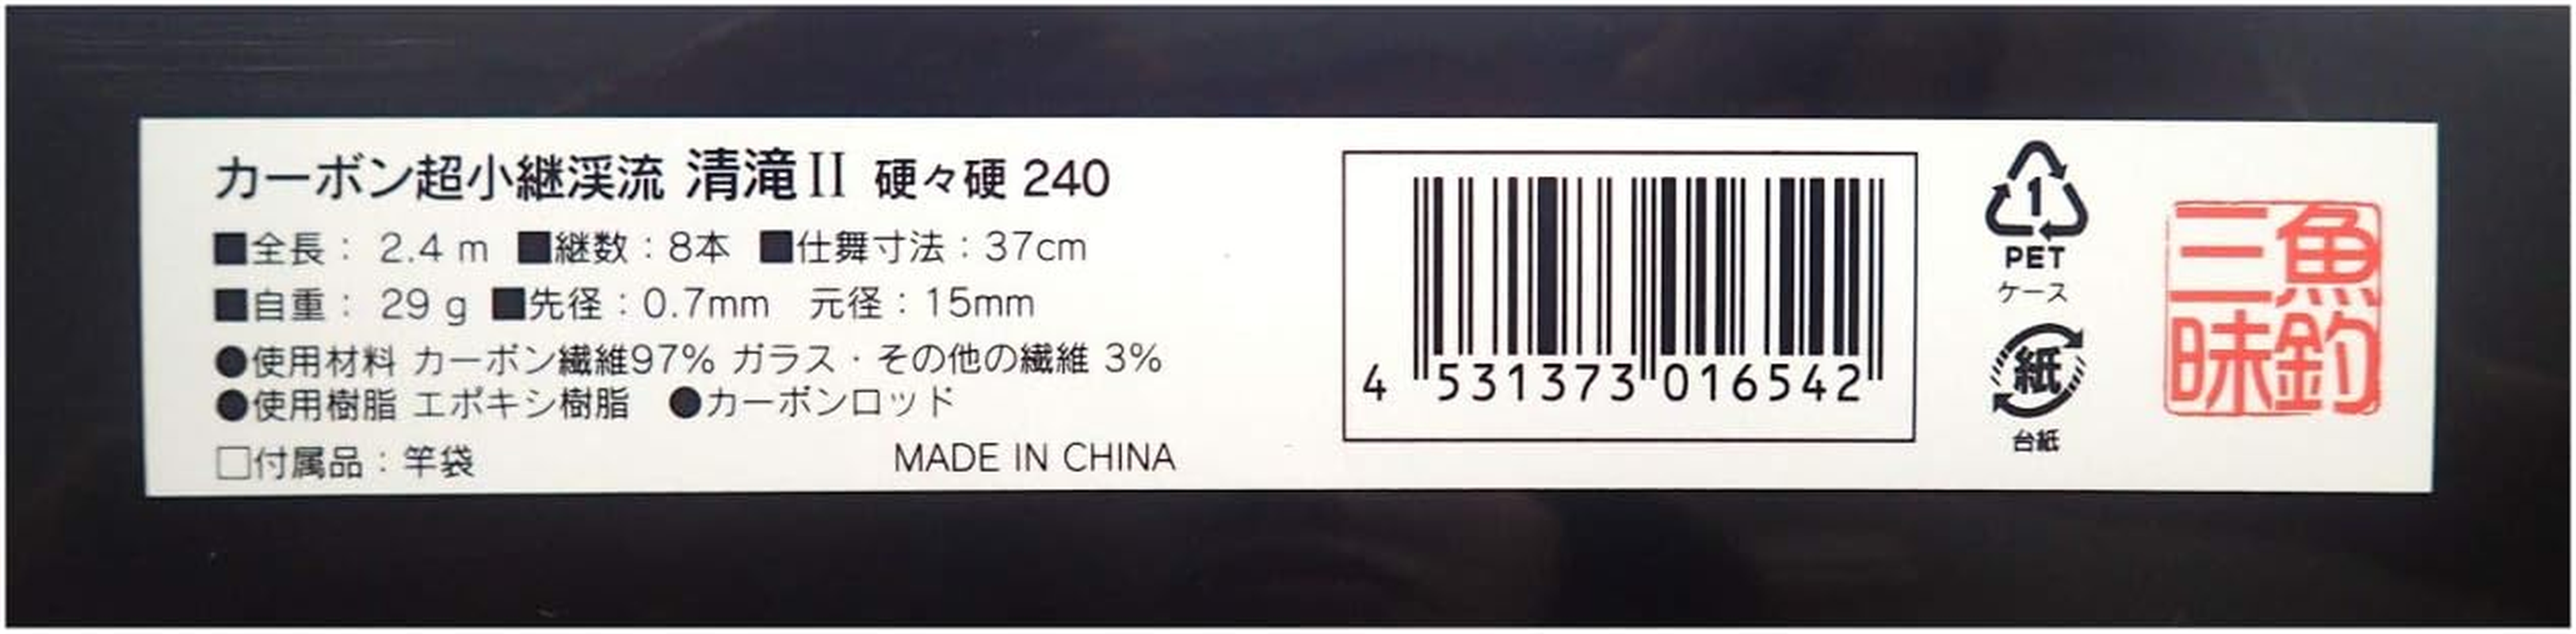 カーボン超小継渓流 清滝II 硬々硬 240
■全長： 2.4 m ■継数：8本 ■仕舞寸法：37cm
■自重： 29 g ■先径：0.7mm 元径：15mm
●使用材料 カーボン繊維97% ガラス・その他の繊維 3%
●使用樹脂 エポキシ樹脂 ●カーボンロッド
□付属品：竿袋 MADE IN CHINA
4 531373 016542
1
PET
ケース
紙
台紙
魚釣
三昧